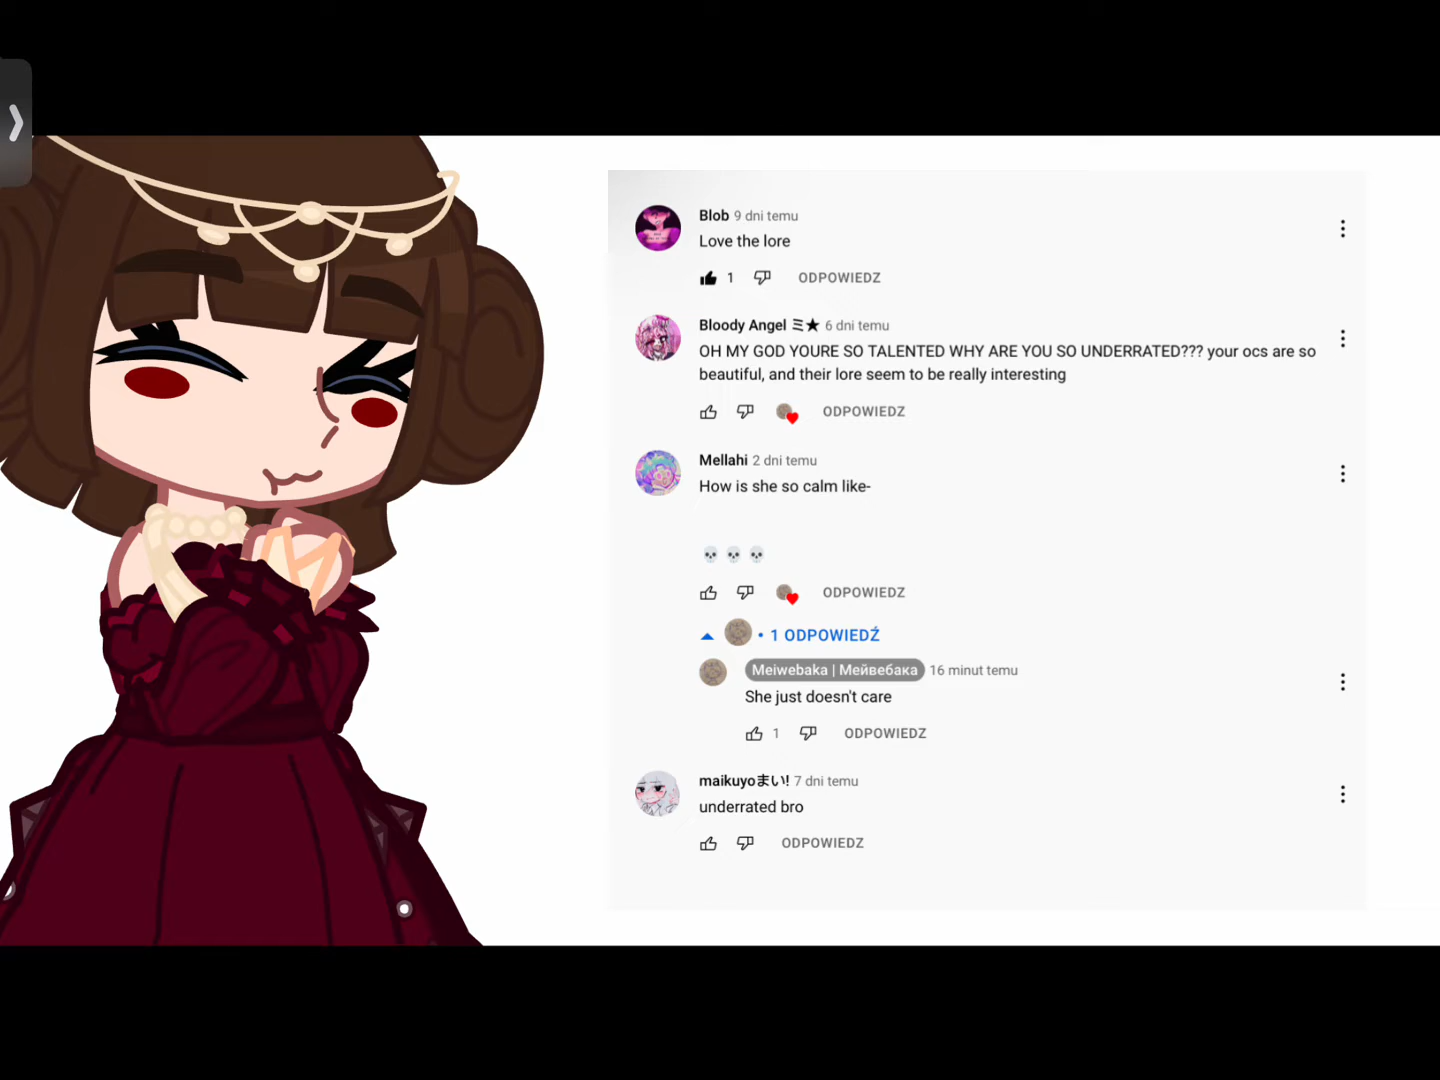 Blob 9 dni temu
Love the lore
1 ODPOWIEDZ
Bloody Angel ミ★ 6 dni temu
OH MY GOD YOURE SO TALENTED WHY ARE YOU SO UNDERRATED??? your ocs are so
beautiful, and their lore seem to be really interesting
ODPOWIEDZ
Mellahi 2 dni temu
How is she so calm like-
💀 💀 💀
ODPOWIEDZ
• 1 ODPOWIEDŹ
Meiwebaka | Мейвебака 16 minut temu
She just doesn't care
1 ODPOWIEDZ
maikuyoまい! 7 dni temu
underrated bro
ODPOWIEDZ